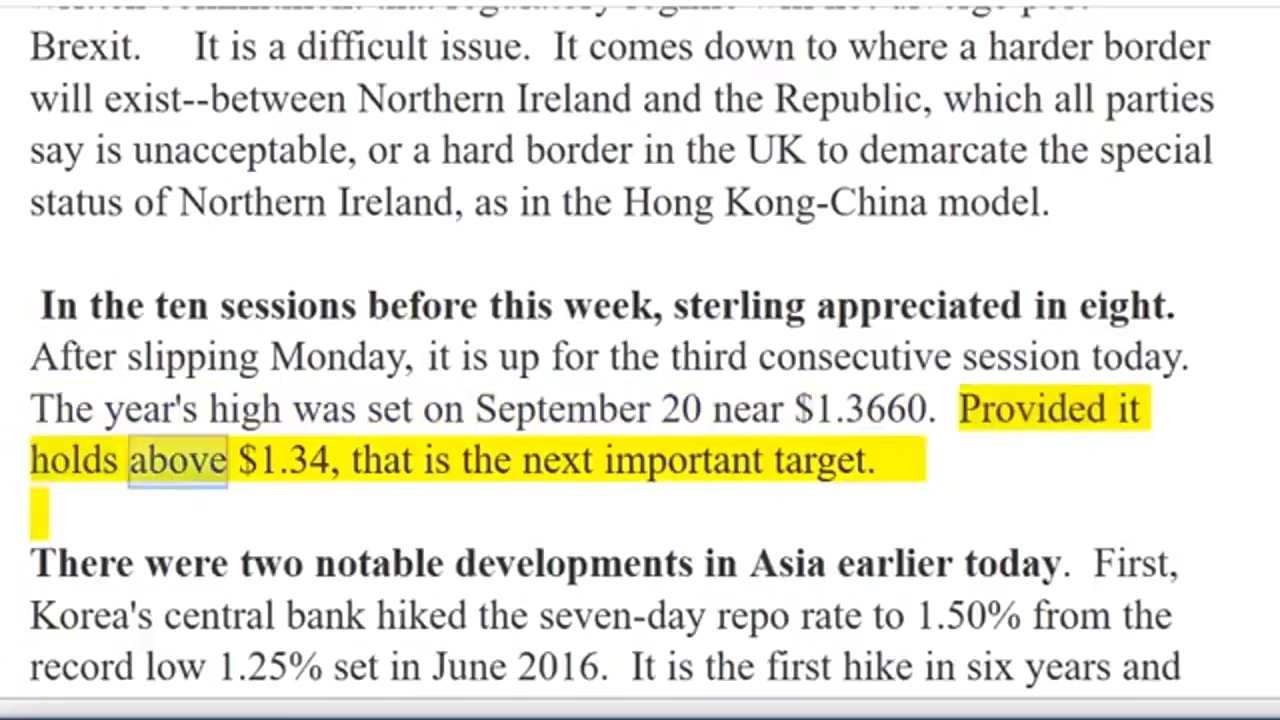 Brexit. It is a difficult issue. It comes down to where a harder border
will exist--between Northern Ireland and the Republic, which all parties
say is unacceptable, or a hard border in the UK to demarcate the special
status of Northern Ireland, as in the Hong Kong-China model.
In the ten sessions before this week, sterling appreciated in eight.
After slipping Monday, it is up for the third consecutive session today.
The year's high was set on September 20 near $1.3660. Provided it
holds above $1.34, that is the next important target.
There were two notable developments in Asia earlier today. First,
Korea's central bank hiked the seven-day repo rate to 1.50% from the
record low 1.25% set in June 2016. It is the first hike in six years and